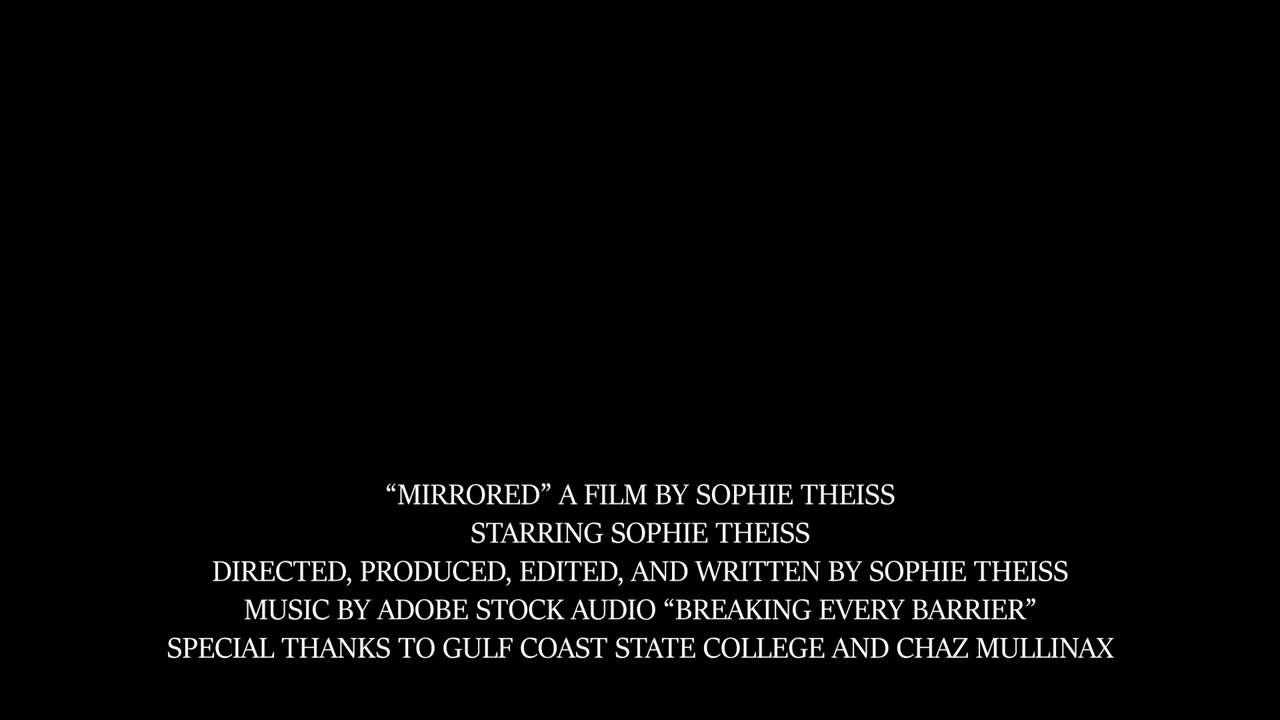 “MIRRORED” A FILM BY SOPHIE THEISS
STARRING SOPHIE THEISS
DIRECTED, PRODUCED, EDITED, AND WRITTEN BY SOPHIE THEISS
MUSIC BY ADOBE STOCK AUDIO “BREAKING EVERY BARRIER”
SPECIAL THANKS TO GULF COAST STATE COLLEGE AND CHAZ MULLINAX